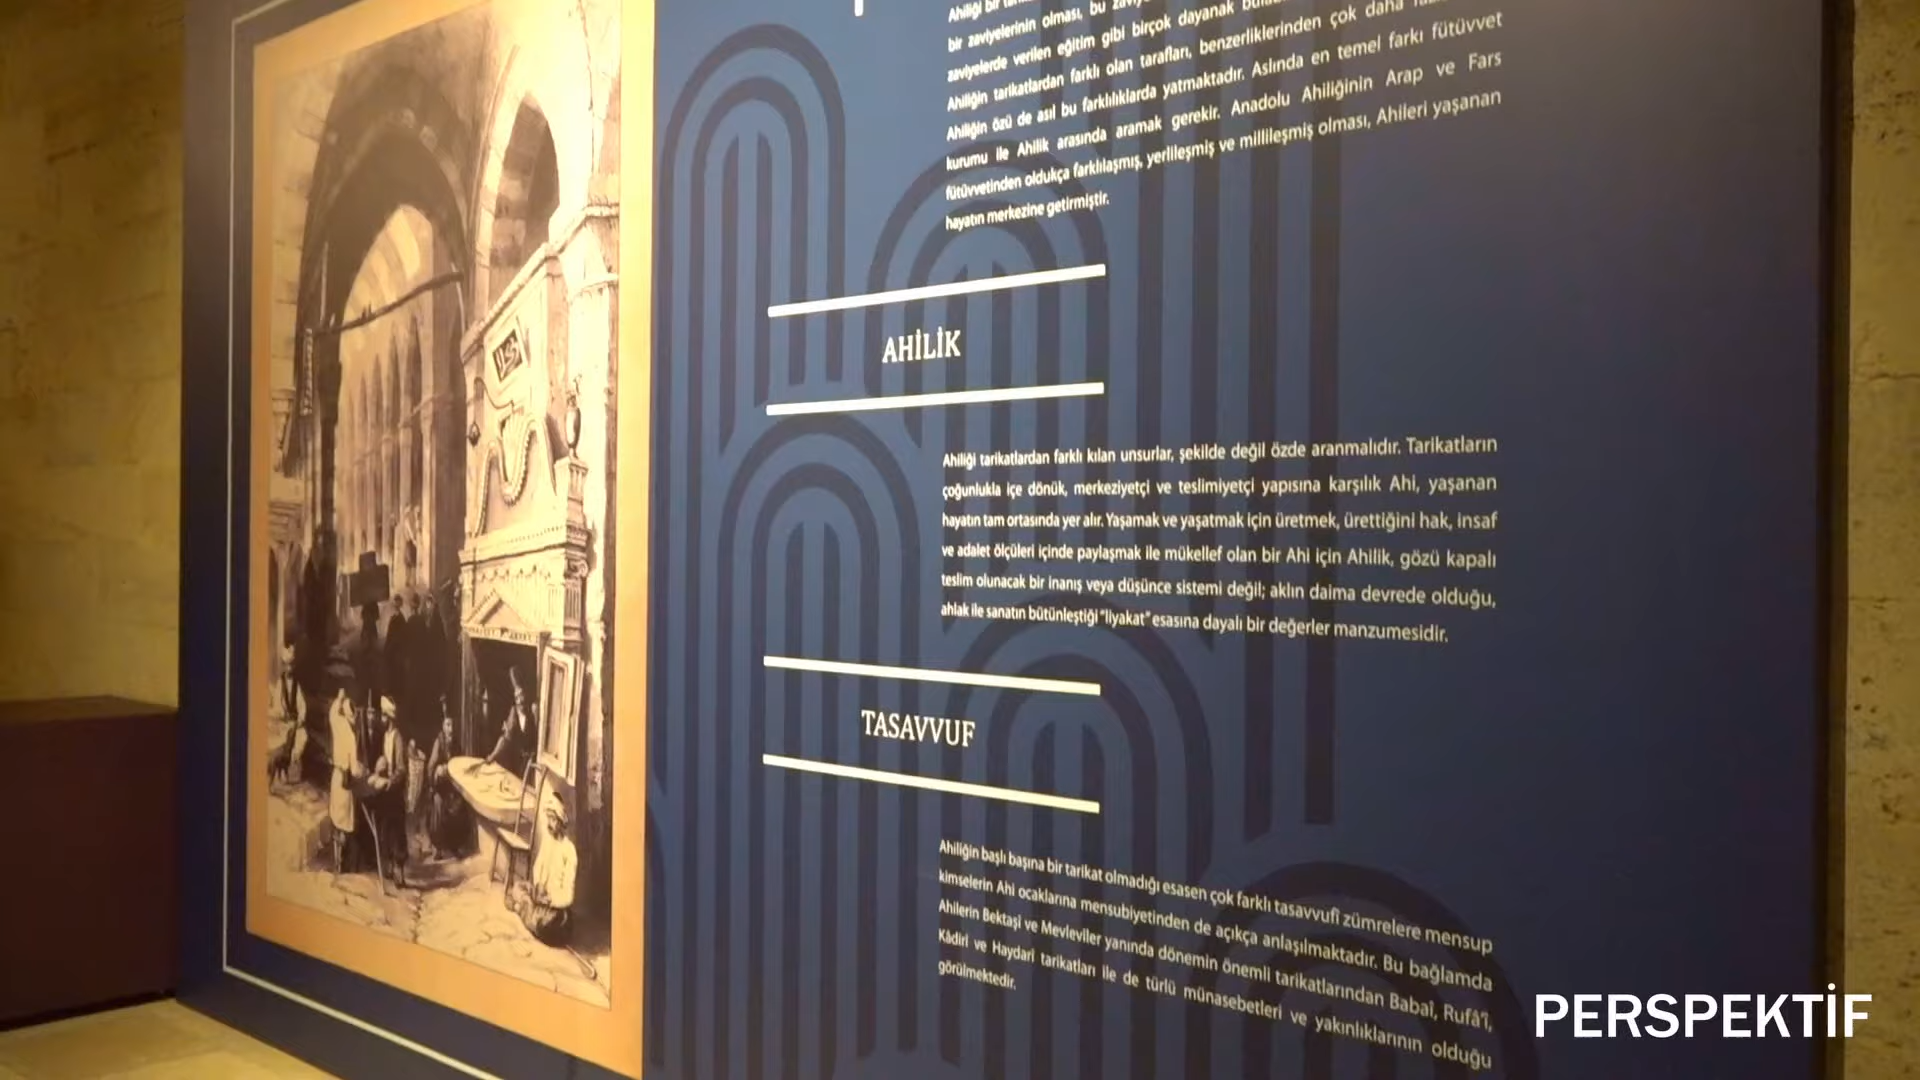 Ahiliği bir
bir zaviyelerinin olması, bu
zaviyelerde verilen eğitim gibi birçok dayanak
Ahiliğin tarikatlardan farklı olan tarafları, benzerliklerinden çok daha
Ahiliğin özü de asıl bu farklılıklarda yatmaktadır. Aslında en temel farkı fütüvvet
kurumu ile Ahilik arasında aramak gerekir. Anadolu Ahiliğinin Arap ve Fars
fütüvvetinden oldukça farklılaşmış, yerlileşmiş ve millileşmiş olması, Ahileri yaşanan
hayatın merkezine getirmiştir.
AHİLİK
Ahiliği tarikatlardan farklı kılan unsurlar, şekilde değil özde aranmalıdır. Tarikatların
çoğunlukla içe dönük, merkeziyetçi ve teslimiyetçi yapısına karşılık Ahi, yaşanan
hayatın tam ortasında yer alır. Yaşamak ve yaşatmak için üretmek, ürettiğini hak, insaf
ve adalet ölçüleri içinde paylaşmak ile mükellef olan bir Ahi için Ahilik, gözü kapalı
teslim olunacak bir inanış veya düşünce sistemi değil; aklın daima devrede olduğu,
ahlak ile sanatın bütünleştiği "liyakat" esasına dayalı bir değerler manzumesidir.
TASAVVUF
Ahiliğin başlı başına bir tarikat olmadığı esasen çok farklı tasavvufi zümrelere mensup
kimselerin Ahi ocaklarına mensubiyetinden de açıkça anlaşılmaktadır. Bu bağlamda
Ahilerin Bektaşi ve Mevleviler yanında dönemin önemli tarikatlarından Babaî, Rufâ'î,
Kâdirî ve Haydarî tarikatları ile de türlü münasebetleri ve yakınlıklarının olduğu
görülmektedir.
PERSPEKTİF